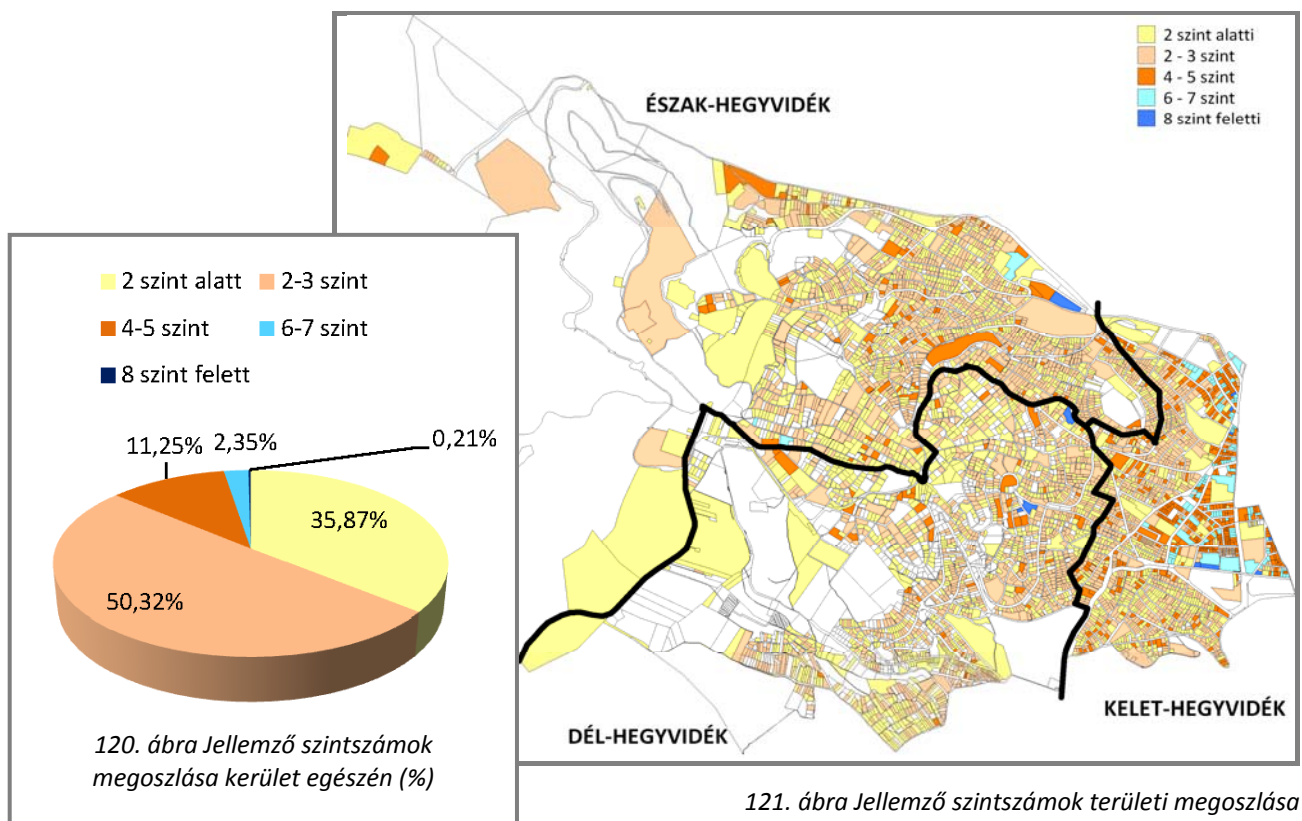 2 szint alatti
2 - 3 szint
4 - 5 szint
6 - 7 szint
8 szint feletti
ÉSZAK-HEGYVIDÉK
DÉL-HEGYVIDÉK
KELET-HEGYVIDÉK
2 szint alatt
2-3 szint
4-5 szint
6-7 szint
8 szint felett
11,25%
2,35%
0,21%
35,87%
50,32%
120. ábra Jellemző szintszámok
megoszlása kerület egészén (%)
121. ábra Jellemző szintszámok területi megoszlása